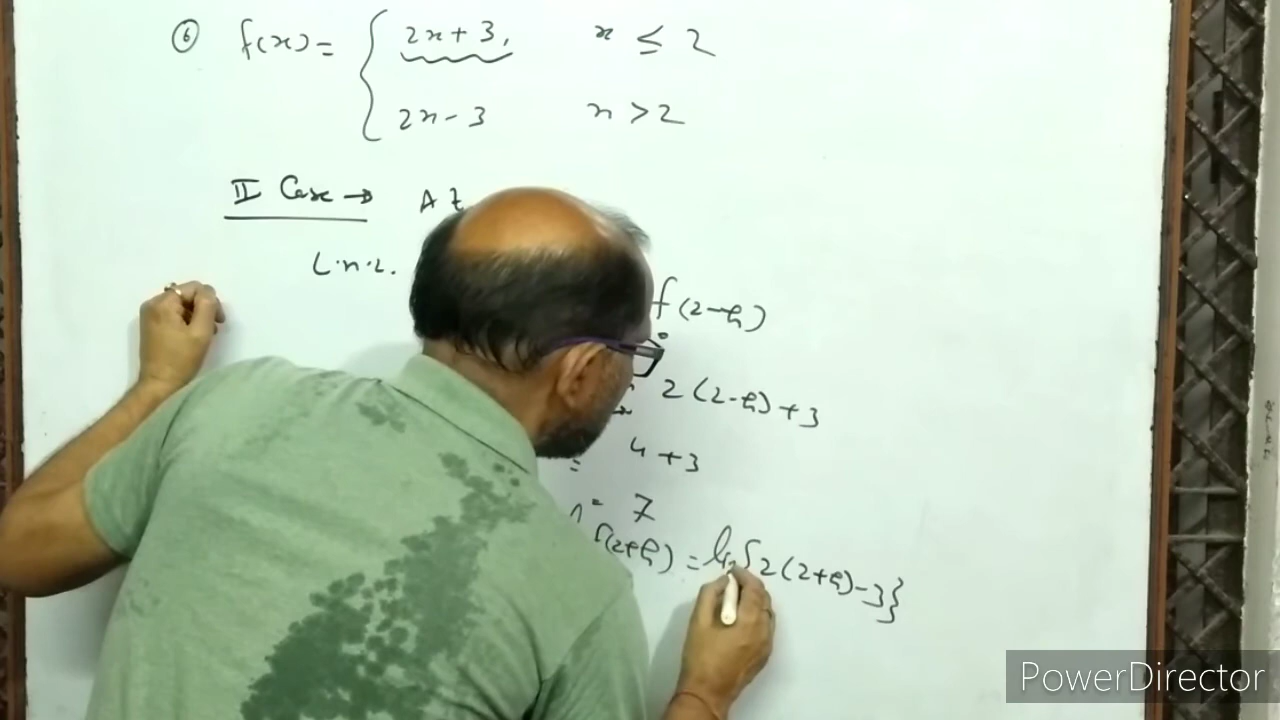 ⑥ f(x) = { 2x + 3, x ≤ 2
2x - 3 x > 2
II Case → At
L.H.L.
f(2-h)
2(2-h) + 3
= 4 + 3
= 7
f(2+h) = lim { 2(2+h) - 3 }
PowerDirector